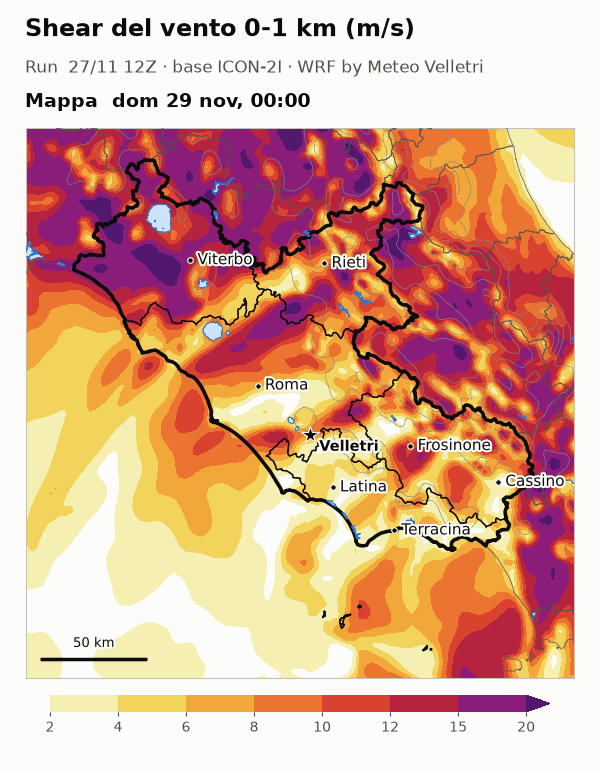 Shear del vento 0-1 km (m/s)
Run  27/11 12Z · base ICON-2I · WRF by Meteo Velletri
Mappa  dom 29 nov, 00:00
Viterbo
Rieti
Roma
Velletri
Frosinone
Latina
Cassino
Terracina
50 km
2 4 6 8 10 12 15 20